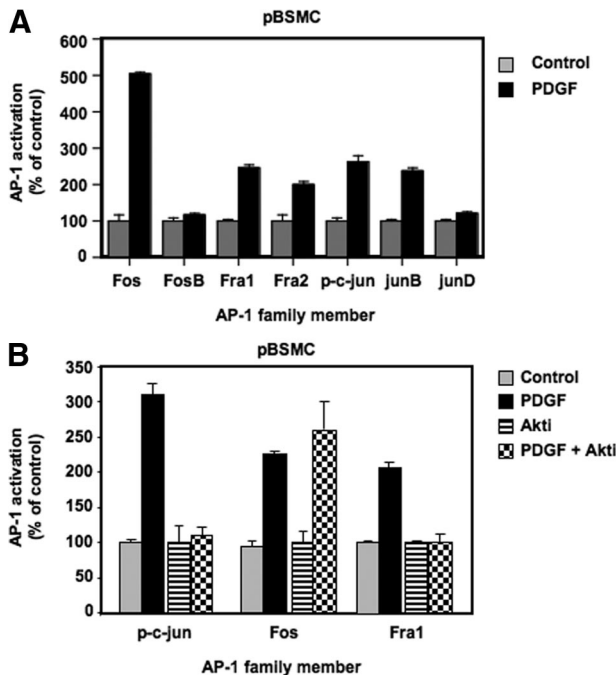 A
pBSMC
AP-1 activation
(% of control)
600
500
400
300
200
100
0
Fos FosB Fra1 Fra2 p-c-jun junB junD
AP-1 family member
Control
PDGF
B
pBSMC
AP-1 activation
(% of control)
350
300
250
200
150
100
50
0
p-c-jun Fos Fra1
AP-1 family member
Control
PDGF
Akti
PDGF + Akti